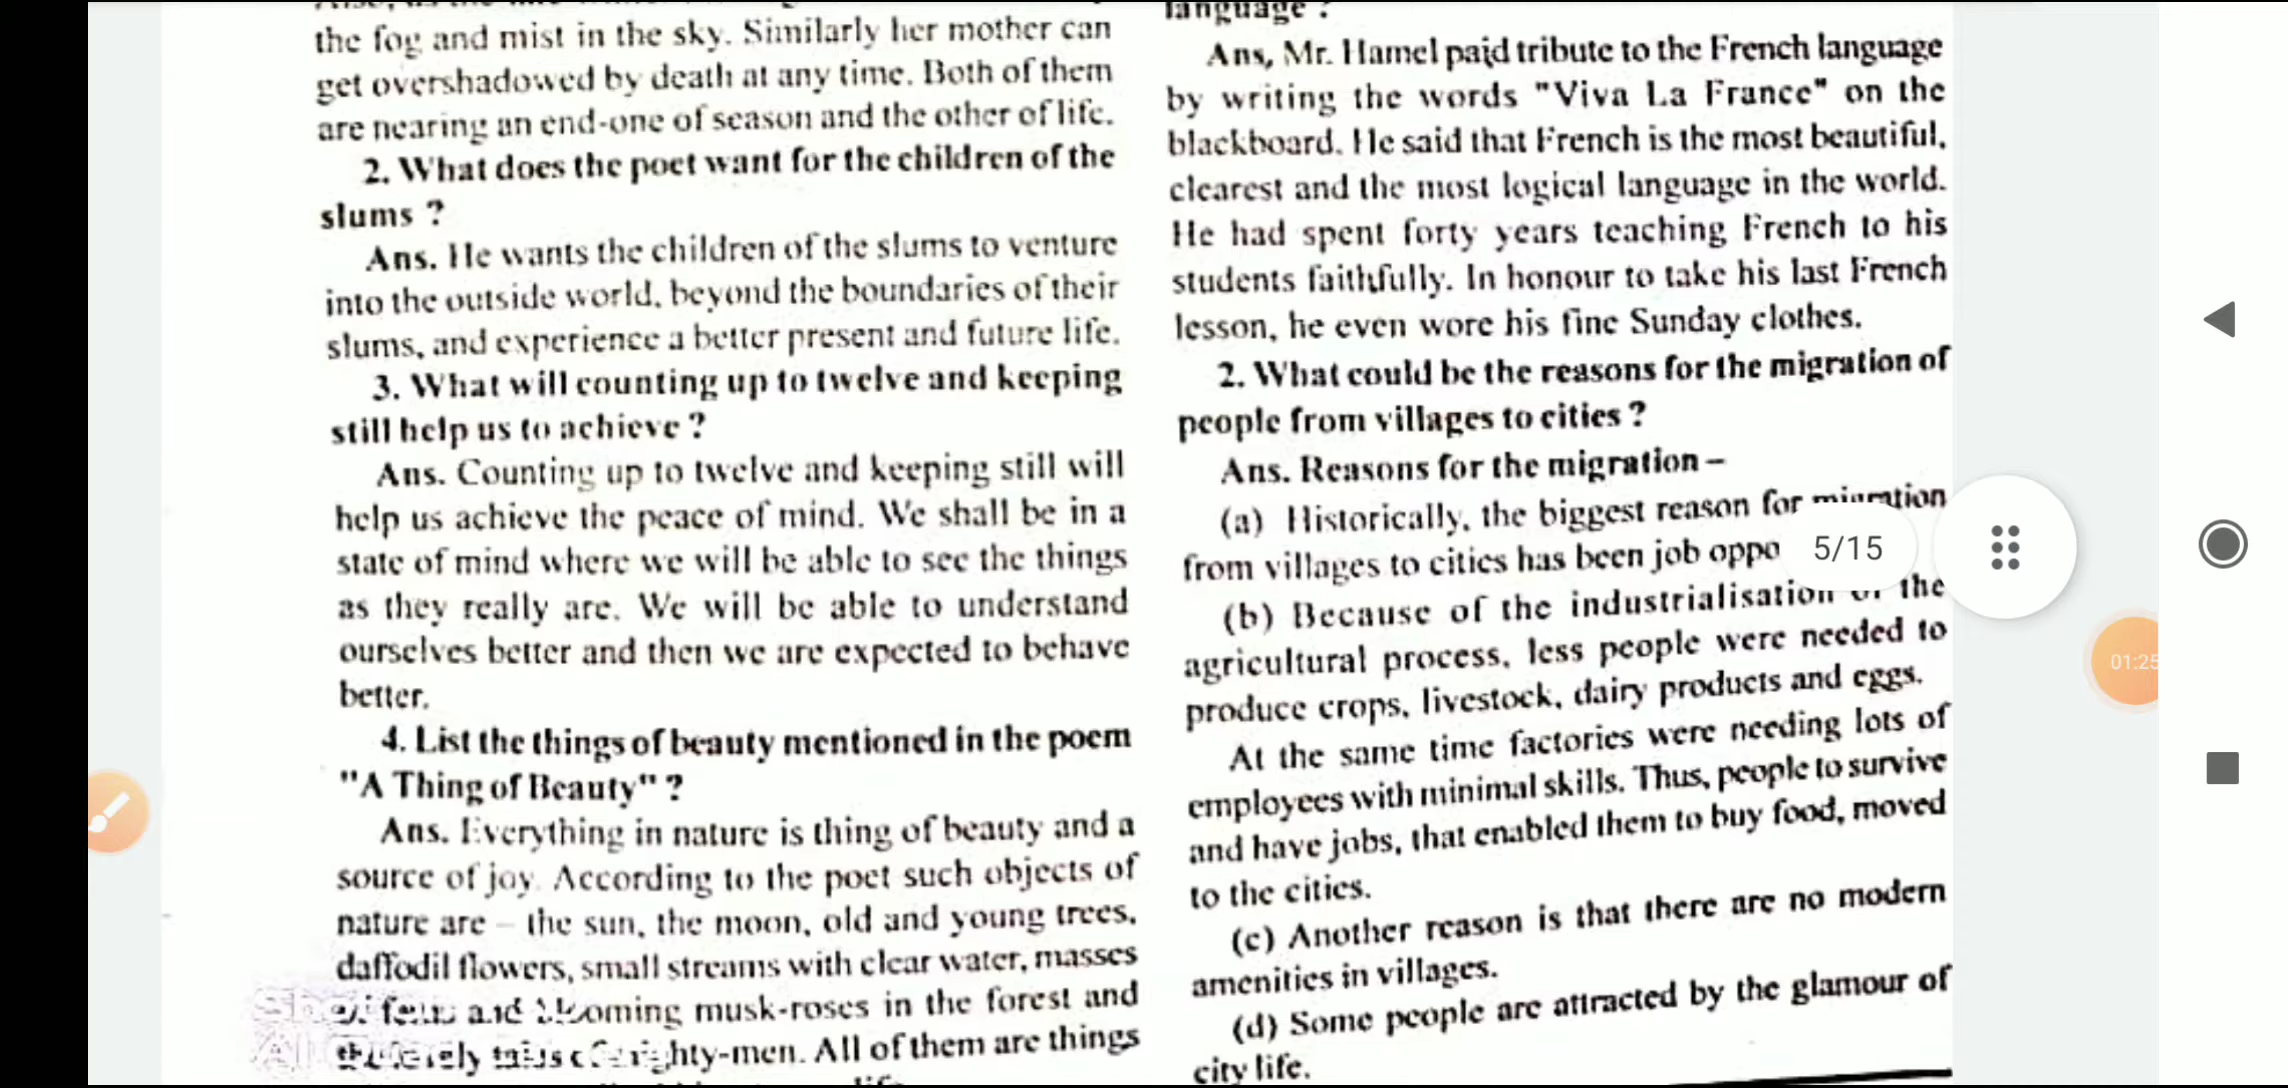 the fog and mist in the sky. Similarly her mother can
get overshadowed by death at any time. Both of them
are nearing an end-one of season and the other of life.
2. What does the poet want for the children of the
slums ?
Ans. He wants the children of the slums to venture
into the outside world, beyond the boundaries of their
slums, and experience a better present and future life.
3. What will counting up to twelve and keeping
still help us to achieve ?
Ans. Counting up to twelve and keeping still will
help us achieve the peace of mind. We shall be in a
state of mind where we will be able to see the things
as they really are. We will be able to understand
ourselves better and then we are expected to behave
better.
4. List the things of beauty mentioned in the poem
"A Thing of Beauty" ?
Ans. Everything in nature is thing of beauty and a
source of joy. According to the poet such objects of
nature are – the sun, the moon, old and young trees,
daffodil flowers, small streams with clear water, masses
and musk-roses in the forest and
All of them are things
language ?
Ans, Mr. Hamel paid tribute to the French language
by writing the words "Viva La France" on the
blackboard. He said that French is the most beautiful,
clearest and the most logical language in the world.
He had spent forty years teaching French to his
students faithfully. In honour to take his last French
lesson, he even wore his fine Sunday clothes.
2. What could be the reasons for the migration of
people from villages to cities ?
Ans. Reasons for the migration –
(a) Historically, the biggest reason for migration
from villages to cities has been job oppo
(b) Because of the industrialisation of the
agricultural process, less people were needed to
produce crops, livestock, dairy products and eggs.
At the same time factories were needing lots of
employees with minimal skills. Thus, people to survive
and have jobs, that enabled them to buy food, moved
to the cities.
(c) Another reason is that there are no modern
amenities in villages.
(d) Some people are attracted by the glamour of
city life.
5/15
01:25